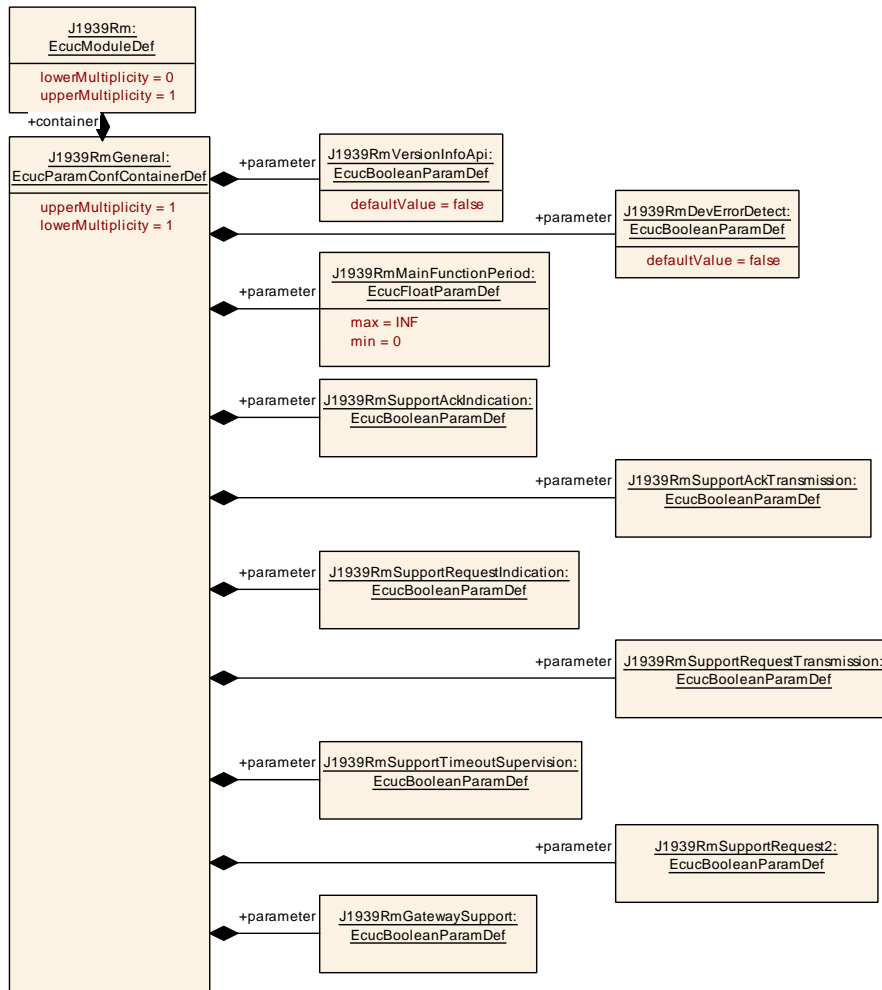 J1939Rm:
EcucModuleDef
lowerMultiplicity = 0
upperMultiplicity = 1
+container
J1939RmGeneral:
EcucParamConfContainerDef
upperMultiplicity = 1
lowerMultiplicity = 1
+parameter
J1939RmVersionInfoApi:
EcucBooleanParamDef
defaultValue = false
+parameter
J1939RmDevErrorDetect:
EcucBooleanParamDef
defaultValue = false
+parameter
J1939RmMainFunctionPeriod:
EcucFloatParamDef
max = INF
min = 0
+parameter
J1939RmSupportAckIndication:
EcucBooleanParamDef
+parameter
J1939RmSupportAckTransmission:
EcucBooleanParamDef
+parameter
J1939RmSupportRequestIndication:
EcucBooleanParamDef
+parameter
J1939RmSupportRequestTransmission:
EcucBooleanParamDef
+parameter
J1939RmSupportTimeoutSupervision:
EcucBooleanParamDef
+parameter
J1939RmSupportRequest2:
EcucBooleanParamDef
+parameter
J1939RmGatewaySupport:
EcucBooleanParamDef